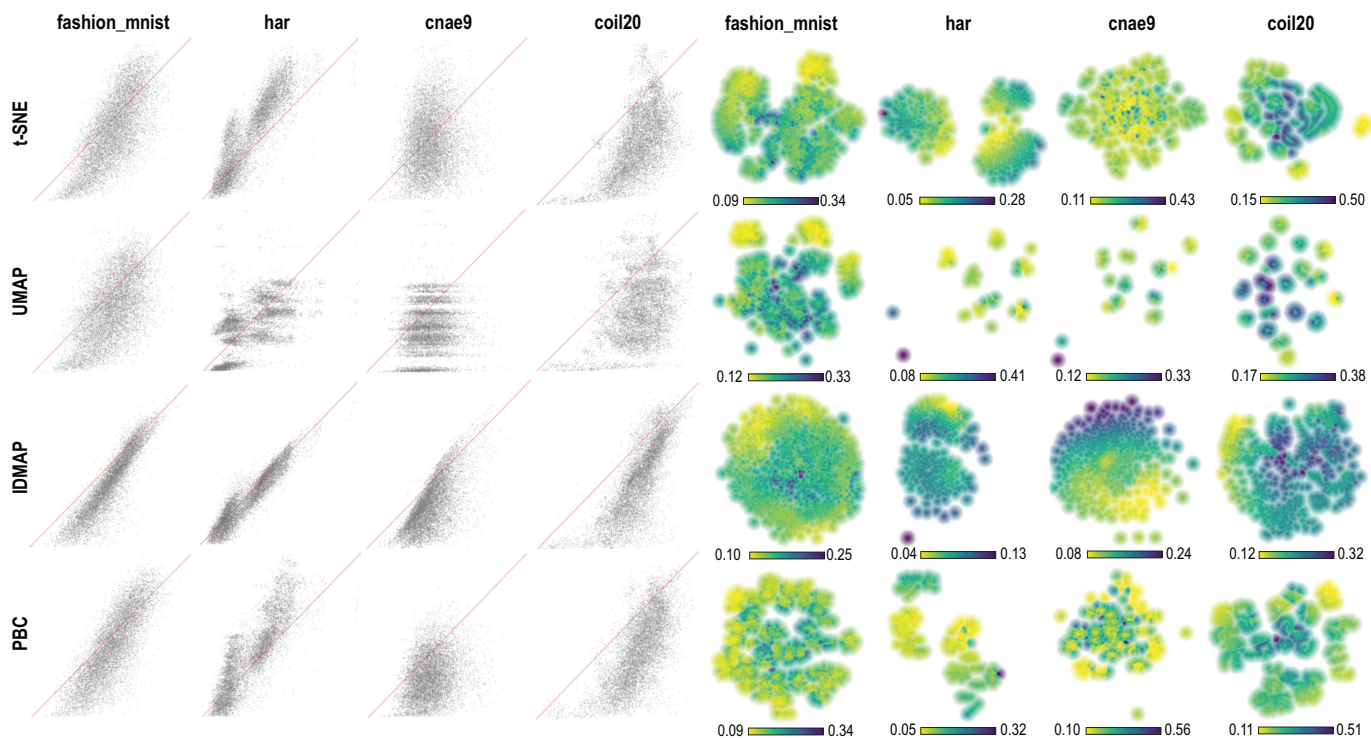 fashion_mnist har cnae9 coil20 fashion_mnist har cnae9 coil20
t-SNE
0.09 0.34 0.05 0.28 0.11 0.43 0.15 0.50
UMAP
0.12 0.33 0.08 0.41 0.12 0.33 0.17 0.38
IDMAP
0.10 0.25 0.04 0.13 0.08 0.24 0.12 0.32
PBC
0.09 0.34 0.05 0.32 0.10 0.56 0.11 0.51